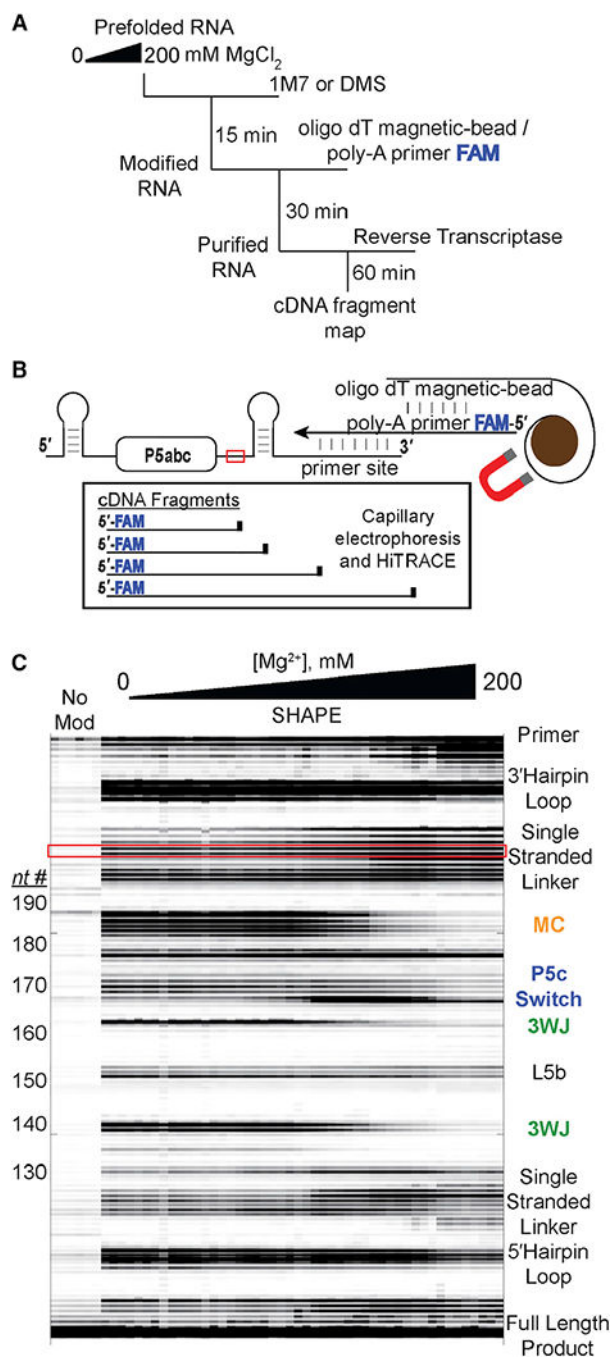 A
Prefolded RNA
0 200 mM MgCl2
1M7 or DMS
15 min
oligo dT magnetic-bead /
poly-A primer FAM
Modified
RNA
30 min
Purified
RNA
Reverse Transcriptase
60 min
cDNA fragment
map
B
oligo dT magnetic-bead
poly-A primer FAM-5′
5′
P5abc
3′
primer site
cDNA Fragments
5′-FAM
5′-FAM
5′-FAM
5′-FAM
Capillary
electrophoresis
and HiTRACE
C
[Mg2+], mM
No
Mod
0
200
SHAPE
Primer
3′Hairpin
Loop
Single
Stranded
Linker
nt #
190
MC
180
P5c
Switch
170
3WJ
160
L5b
150
3WJ
140
130
Single
Stranded
Linker
5′Hairpin
Loop
Full Length
Product